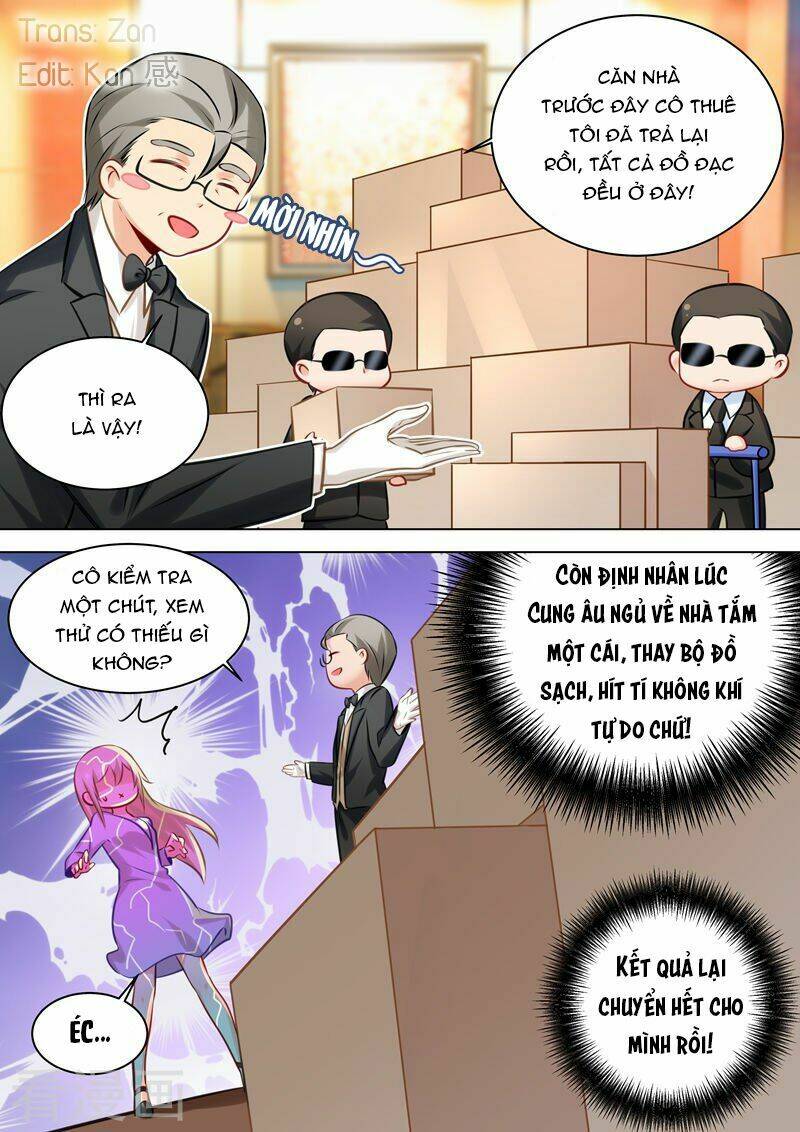 Trans: Zan
Edit: Kan 感
CĂN NHÀ
TRƯỚC ĐÂY CÔ THUÊ
TÔI ĐÃ TRẢ LẠI
RỒI, TẤT CẢ ĐỒ ĐẠC
ĐỀU Ở ĐÂY!
MỜI NHÌN
THÌ RA
LÀ VẬY!
CÔ KIỂM TRA
MỘT CHÚT, XEM
THỬ CÓ THIẾU GÌ
KHÔNG?
CÒN ĐỊNH NHÂN LÚC
CUNG ÂU NGỦ VỀ NHÀ TẮM
MỘT CÁI, THAY BỘ ĐỒ
SẠCH, HÍT TÍ KHÔNG KHÍ
TỰ DO CHỨ!
ÉC...
KẾT QUẢ LẠI
CHUYỂN HẾT CHO
MÌNH RỒI!
看漫画